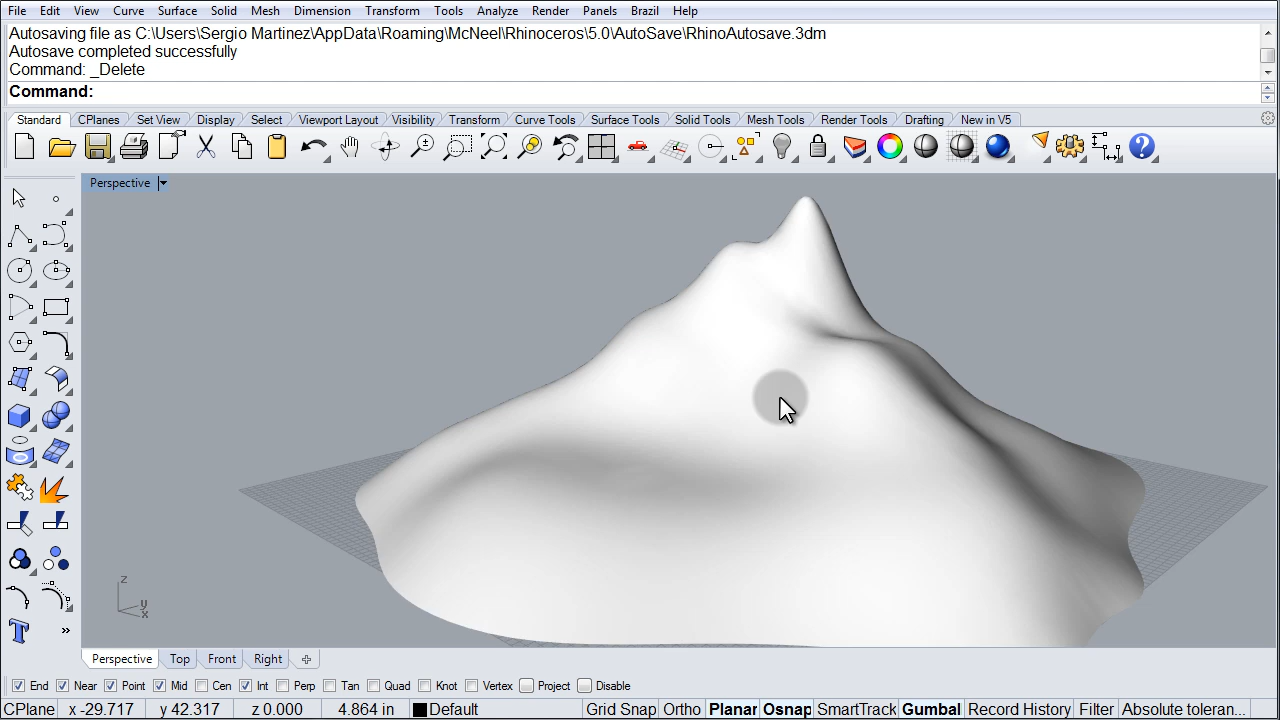 File Edit View Curve Surface Solid Mesh Dimension Transform Tools Analyze Render Panels Brazil Help
Autosaving file as C:\Users\Sergio Martinez\AppData\Roaming\McNeel\Rhinoceros\5.0\AutoSave\RhinoAutosave.3dm
Autosave completed successfully
Command: _Delete
Command:
Standard CPlanes Set View Display Select Viewport Layout Visibility Transform Curve Tools Surface Tools Solid Tools Mesh Tools Render Tools Drafting New in V5
Perspective
z
y
x
Perspective Top Front Right
End Near Point Mid Cen Int Perp Tan Quad Knot Vertex Project Disable
CPlane x -29.717 y 42.317 z 0.000 4.864 in Default Grid Snap Ortho Planar Osnap SmartTrack Gumbal Record History Filter Absolute toleran...